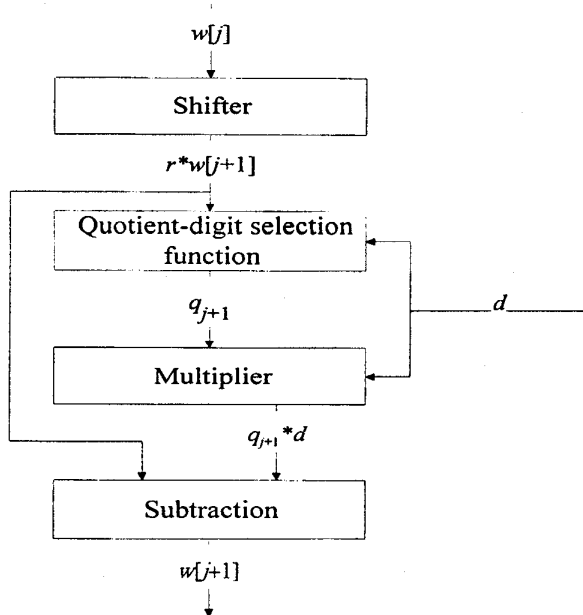 w[j]
Shifter
r*w[j+1]
Quotient-digit selection
function
q_{j+1}
d
Multiplier
q_{j+1}*d
Subtraction
w[j+1]